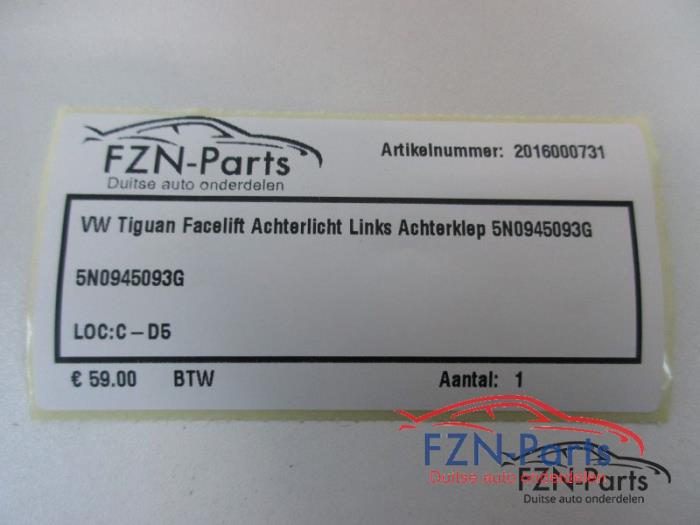 FZN-Parts
Duitse auto onderdelen
Artikelnummer: 2016000731
VW Tiguan Facelift Achterlicht Links Achterklep 5N0945093G
5N0945093G
LOC:C-D5
€ 59.00 BTW Aantal: 1
FZN-Parts
Duitse auto onderdelen
FZN-Parts
Duitse auto onderdelen